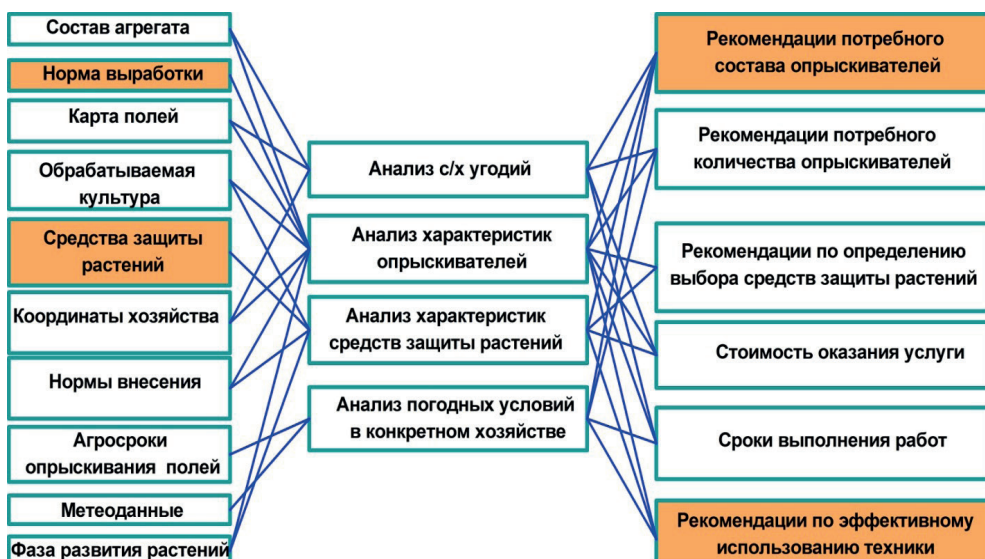 Состав агрегата
Норма выработки
Карта полей
Обрабатываемая
культура
Средства защиты
растений
Координаты хозяйства
Нормы внесения
Агросроки
опрыскивания полей
Метеоданные
Фаза развития растений
Анализ с/х угодий
Анализ характеристик
опрыскивателей
Анализ характеристик
средств защиты растений
Анализ погодных условий
в конкретном хозяйстве
Рекомендации потребного
состава опрыскивателей
Рекомендации потребного
количества опрыскивателей
Рекомендации по определению
выбора средств защиты растений
Стоимость оказания услуги
Сроки выполнения работ
Рекомендации по эффективному
использованию техники